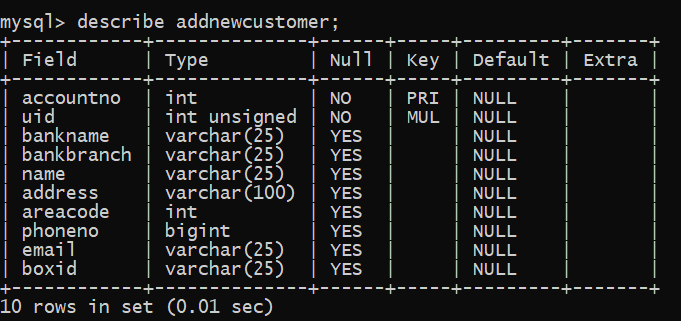 mysql> describe addnewcustomer;
+------------+--------------+------+-----+---------+-------+
| Field      | Type         | Null | Key | Default | Extra |
+------------+--------------+------+-----+---------+-------+
| accountno  | int          | NO   | PRI | NULL    |       |
| uid        | int unsigned | NO   | MUL | NULL    |       |
| bankname   | varchar(25)  | YES  |     | NULL    |       |
| bankbranch | varchar(25)  | YES  |     | NULL    |       |
| name       | varchar(25)  | YES  |     | NULL    |       |
| address    | varchar(100) | YES  |     | NULL    |       |
| areacode   | int          | YES  |     | NULL    |       |
| phoneno    | bigint       | YES  |     | NULL    |       |
| email      | varchar(25)  | YES  |     | NULL    |       |
| boxid      | varchar(25)  | YES  |     | NULL    |       |
+------------+--------------+------+-----+---------+-------+
10 rows in set (0.01 sec)